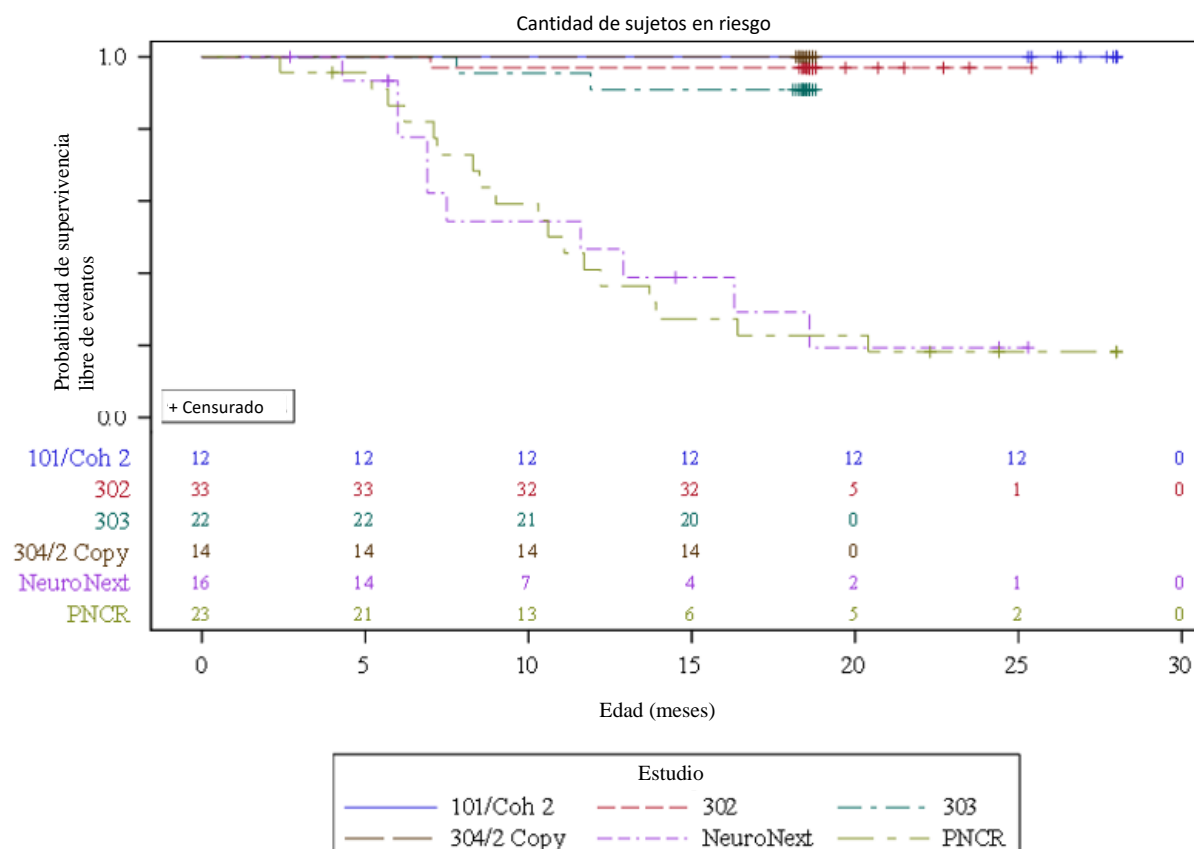 Cantidad de sujetos en riesgo
1.0
Probabilidad de supervivencia
libre de eventos
+ Censurado
0.0
101/Coh 2 12 12 12 12 12 12 0
302 33 33 32 32 5 1 0
303 22 22 21 20 0
304/2 Copy 14 14 14 14 0
NeuroNext 16 14 7 4 2 1 0
PNCR 23 21 13 6 5 2 0
0 5 10 15 20 25 30
Edad (meses)
Estudio
101/Coh 2 302 303
304/2 Copy NeuroNext PNCR